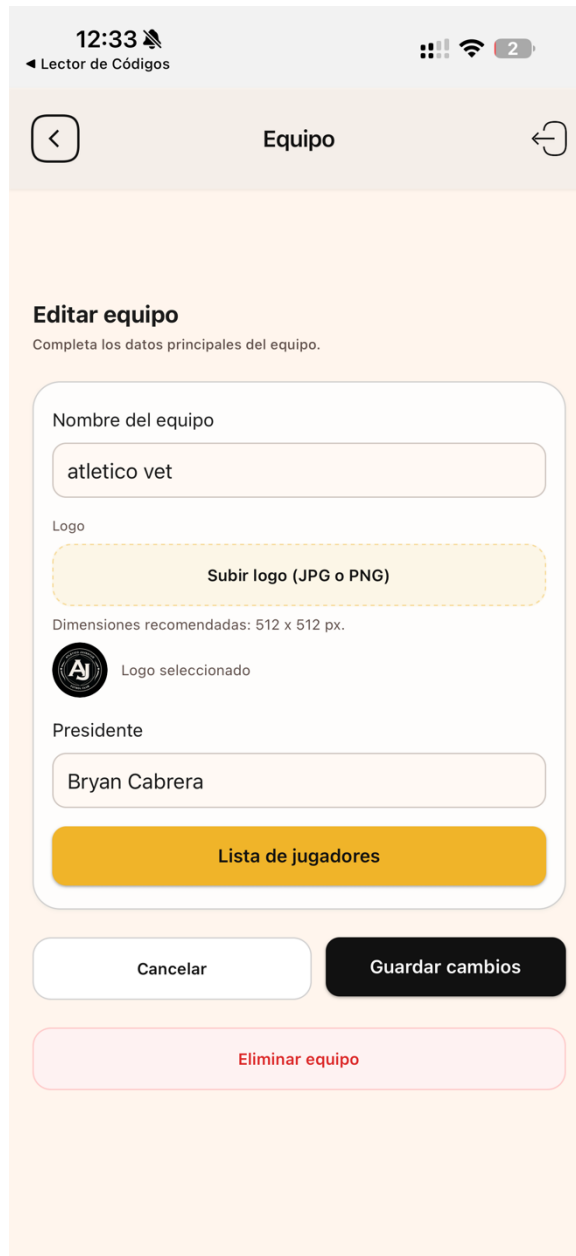 12:33
◀ Lector de Códigos
2
Equipo
Editar equipo
Completa los datos principales del equipo.
Nombre del equipo
atletico vet
Logo
Subir logo (JPG o PNG)
Dimensiones recomendadas: 512 x 512 px.
AJ
Logo seleccionado
Presidente
Bryan Cabrera
Lista de jugadores
Cancelar
Guardar cambios
Eliminar equipo